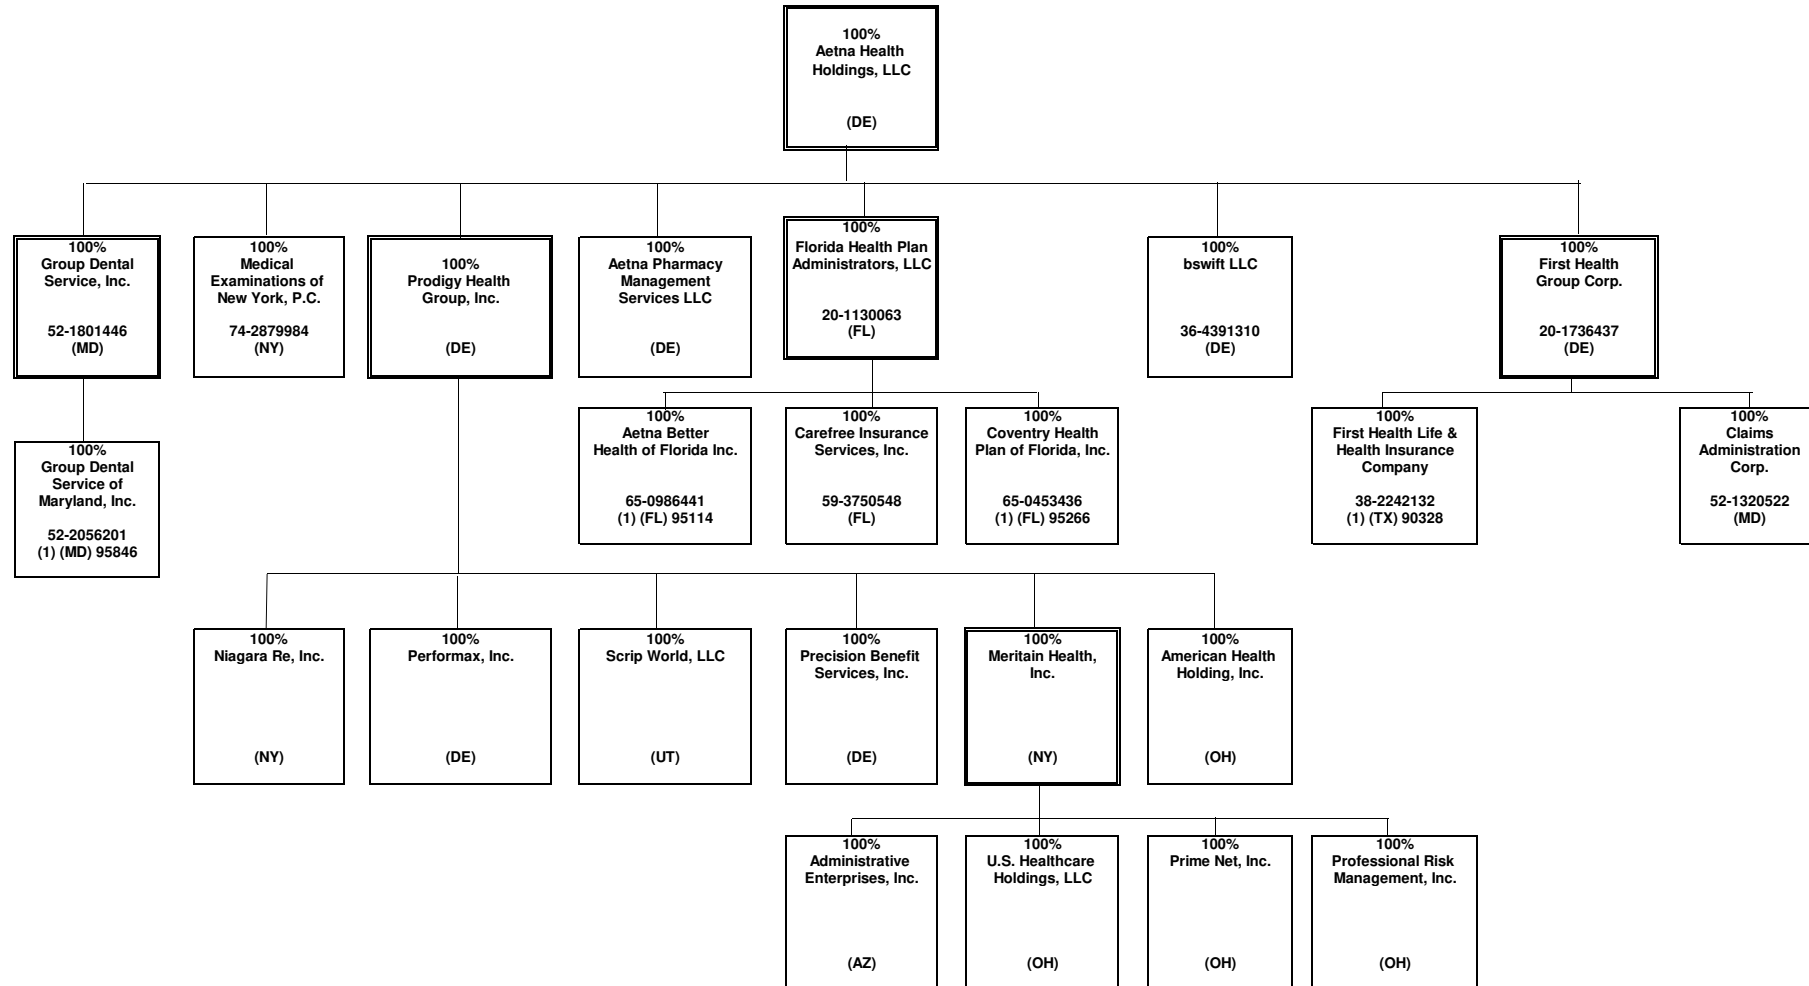 100%
Aetna Health
Holdings, LLC
(DE)
100%
Group Dental
Service, Inc.
52-1801446
(MD)
100%
Medical
Examinations of
New York, P.C.
74-2879984
(NY)
100%
Prodigy Health
Group, Inc.
(DE)
100%
Aetna Pharmacy
Management
Services LLC
(DE)
100%
Florida Health Plan
Administrators, LLC
20-1130063
(FL)
100%
bswift LLC
36-4391310
(DE)
100%
First Health
Group Corp.
20-1736437
(DE)
100%
Group Dental
Service of
Maryland, Inc.
52-2056201
(1) (MD) 95846
100%
Aetna Better
Health of Florida Inc.
65-0986441
(1) (FL) 95114
100%
Carefree Insurance
Services, Inc.
59-3750548
(FL)
100%
Coventry Health
Plan of Florida, Inc.
65-0453436
(1) (FL) 95266
100%
First Health Life &
Health Insurance
Company
38-2242132
(1) (TX) 90328
100%
Claims
Administration
Corp.
52-1320522
(MD)
100%
Niagara Re, Inc.
(NY)
100%
Performax, Inc.
(DE)
100%
Scrip World, LLC
(UT)
100%
Precision Benefit
Services, Inc.
(DE)
100%
Meritain Health,
Inc.
(NY)
100%
American Health
Holding, Inc.
(OH)
100%
Administrative
Enterprises, Inc.
(AZ)
100%
U.S. Healthcare
Holdings, LLC
(OH)
100%
Prime Net, Inc.
(OH)
100%
Professional Risk
Management, Inc.
(OH)